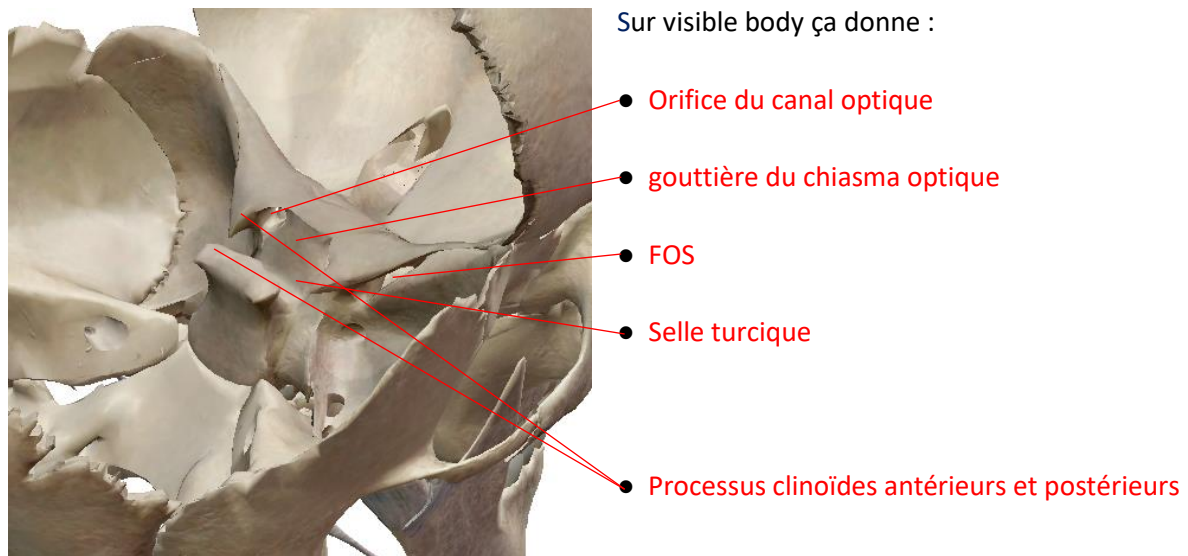 Sur visible body ça donne :
● Orifice du canal optique
● gouttière du chiasma optique
● FOS
● Selle turcique
● Processus clinoïdes antérieurs et postérieurs